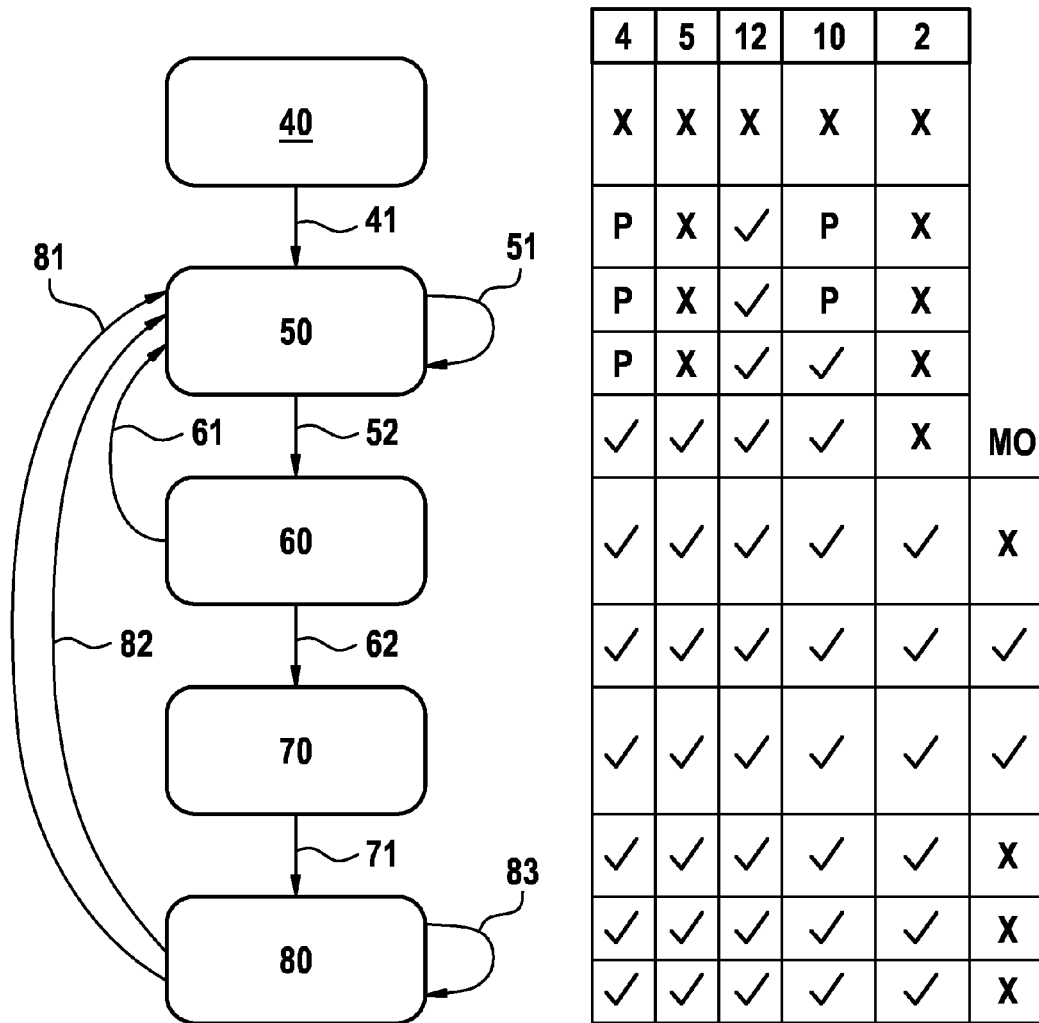 40
41
81
51
50
61
52
60
82
62
70
71
83
80
4 5 12 10 2
X X X X X
P X ✓ P X
P X ✓ P X
P X ✓ ✓ X
✓ ✓ ✓ ✓ X MO
✓ ✓ ✓ ✓ ✓ X
✓ ✓ ✓ ✓ ✓ ✓
✓ ✓ ✓ ✓ ✓ ✓
✓ ✓ ✓ ✓ ✓ X
✓ ✓ ✓ ✓ ✓ X
✓ ✓ ✓ ✓ ✓ X